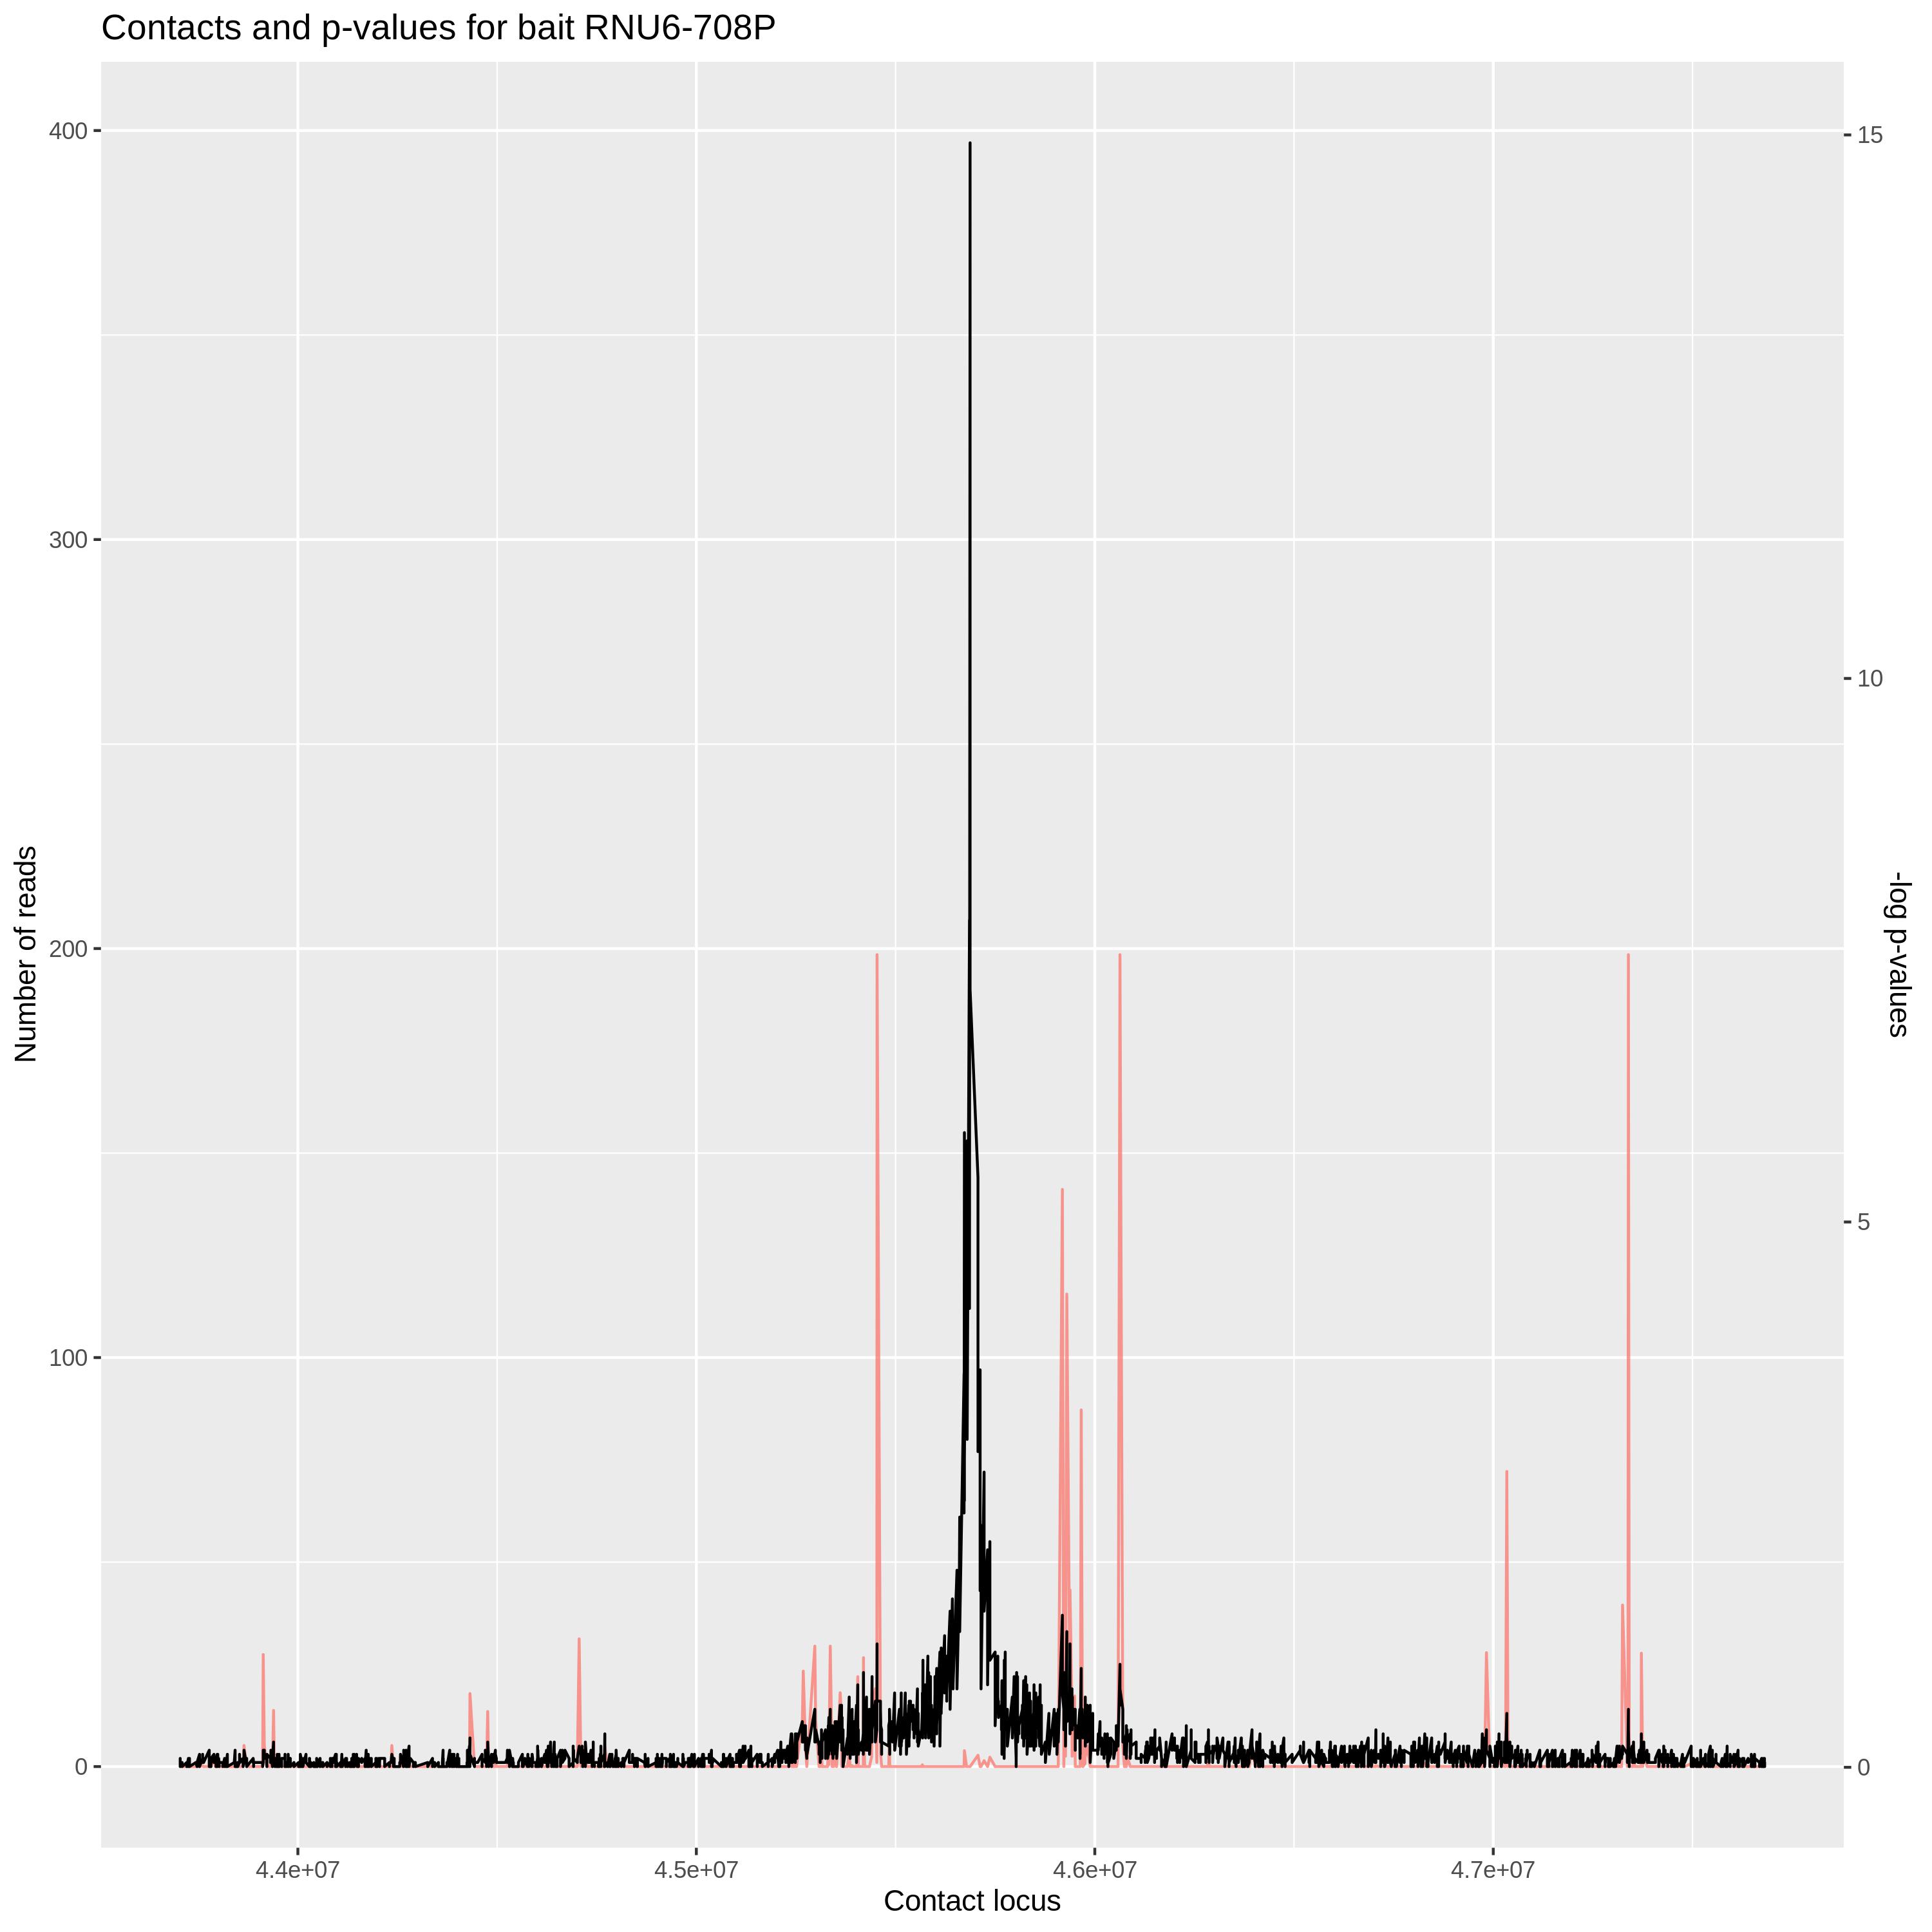 Contacts and p-values for bait RNU6-708P
400
300
200
100
0
15
10
5
0
Number of reads
-log p-values
4.4e+07
4.5e+07
4.6e+07
4.7e+07
Contact locus